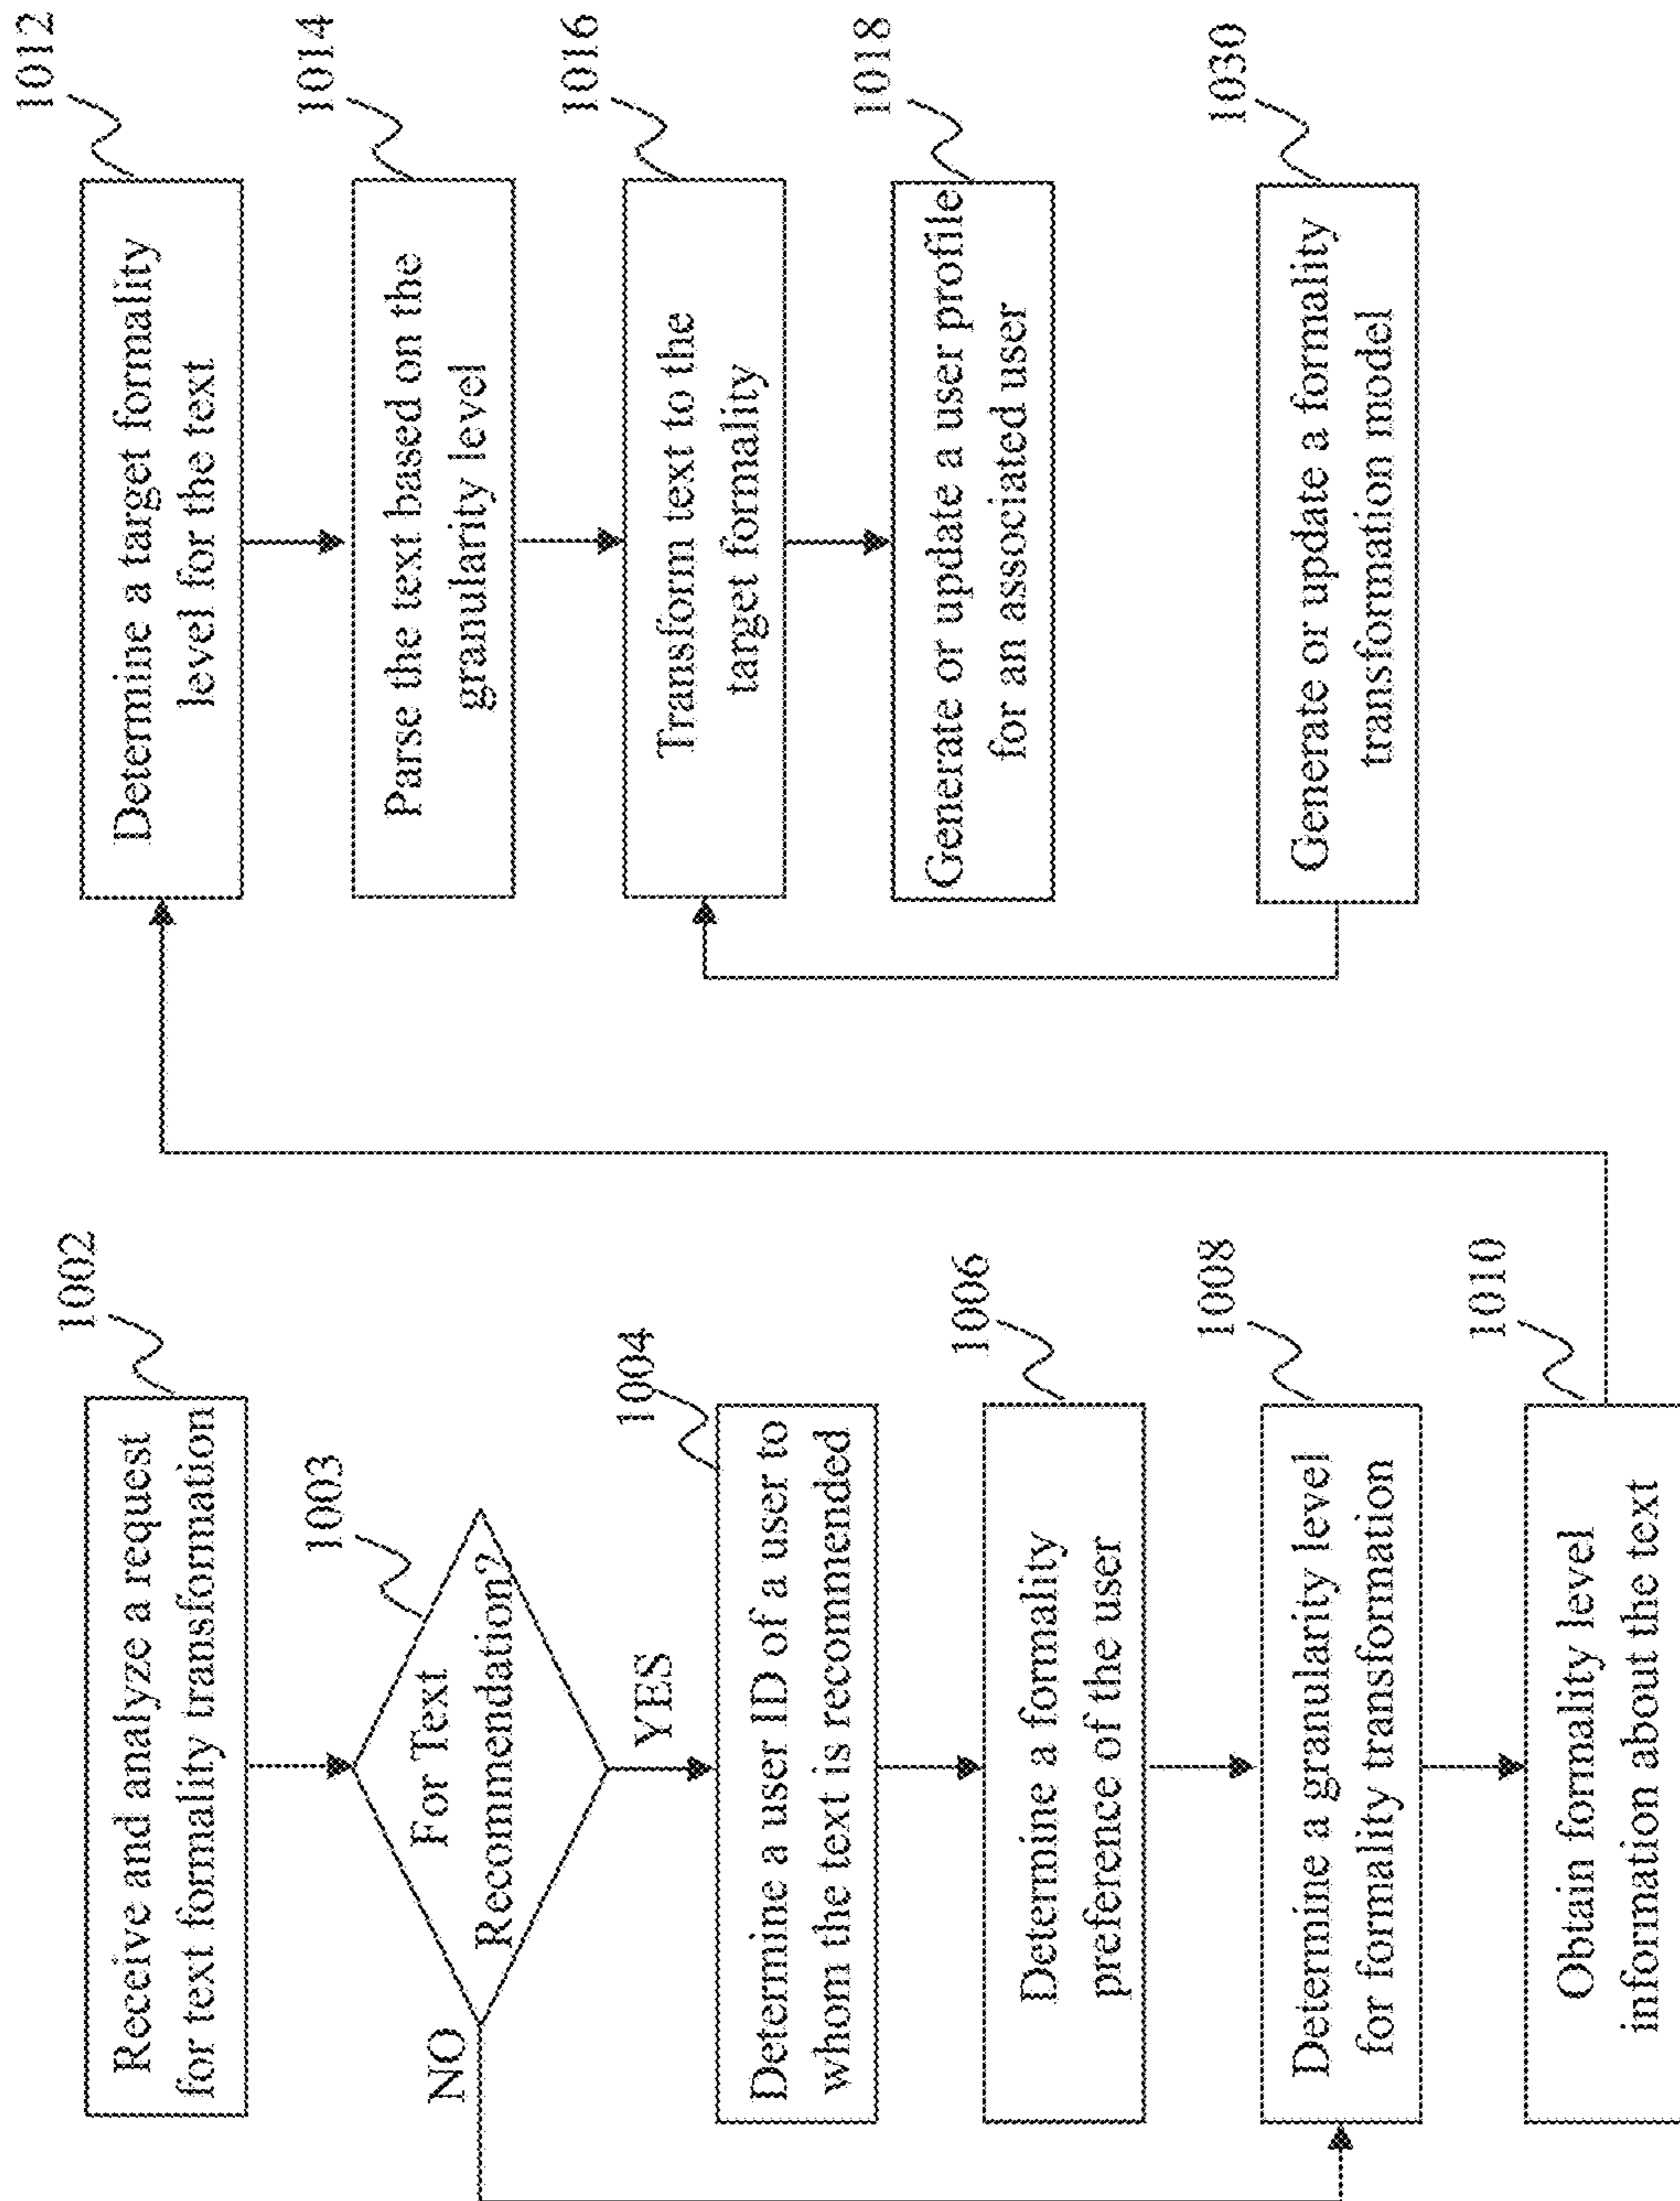 1002
Receive and analyze a request
for text formality transformation
1003
For Text
Recommendation?
NO
YES
1004
Determine a user ID of a user to
whom the text is recommended
1006
Determine a formality
preference of the user
1008
Determine a granularity level
for formality transformation
1010
Obtain formality level
information about the text
1012
Determine a target formality
level for the text
1014
Parse the text based on the
granularity level
1016
Transform text to the
target formality
1018
Generate or update a user profile
for an associated user
1030
Generate or update a formality
transformation model